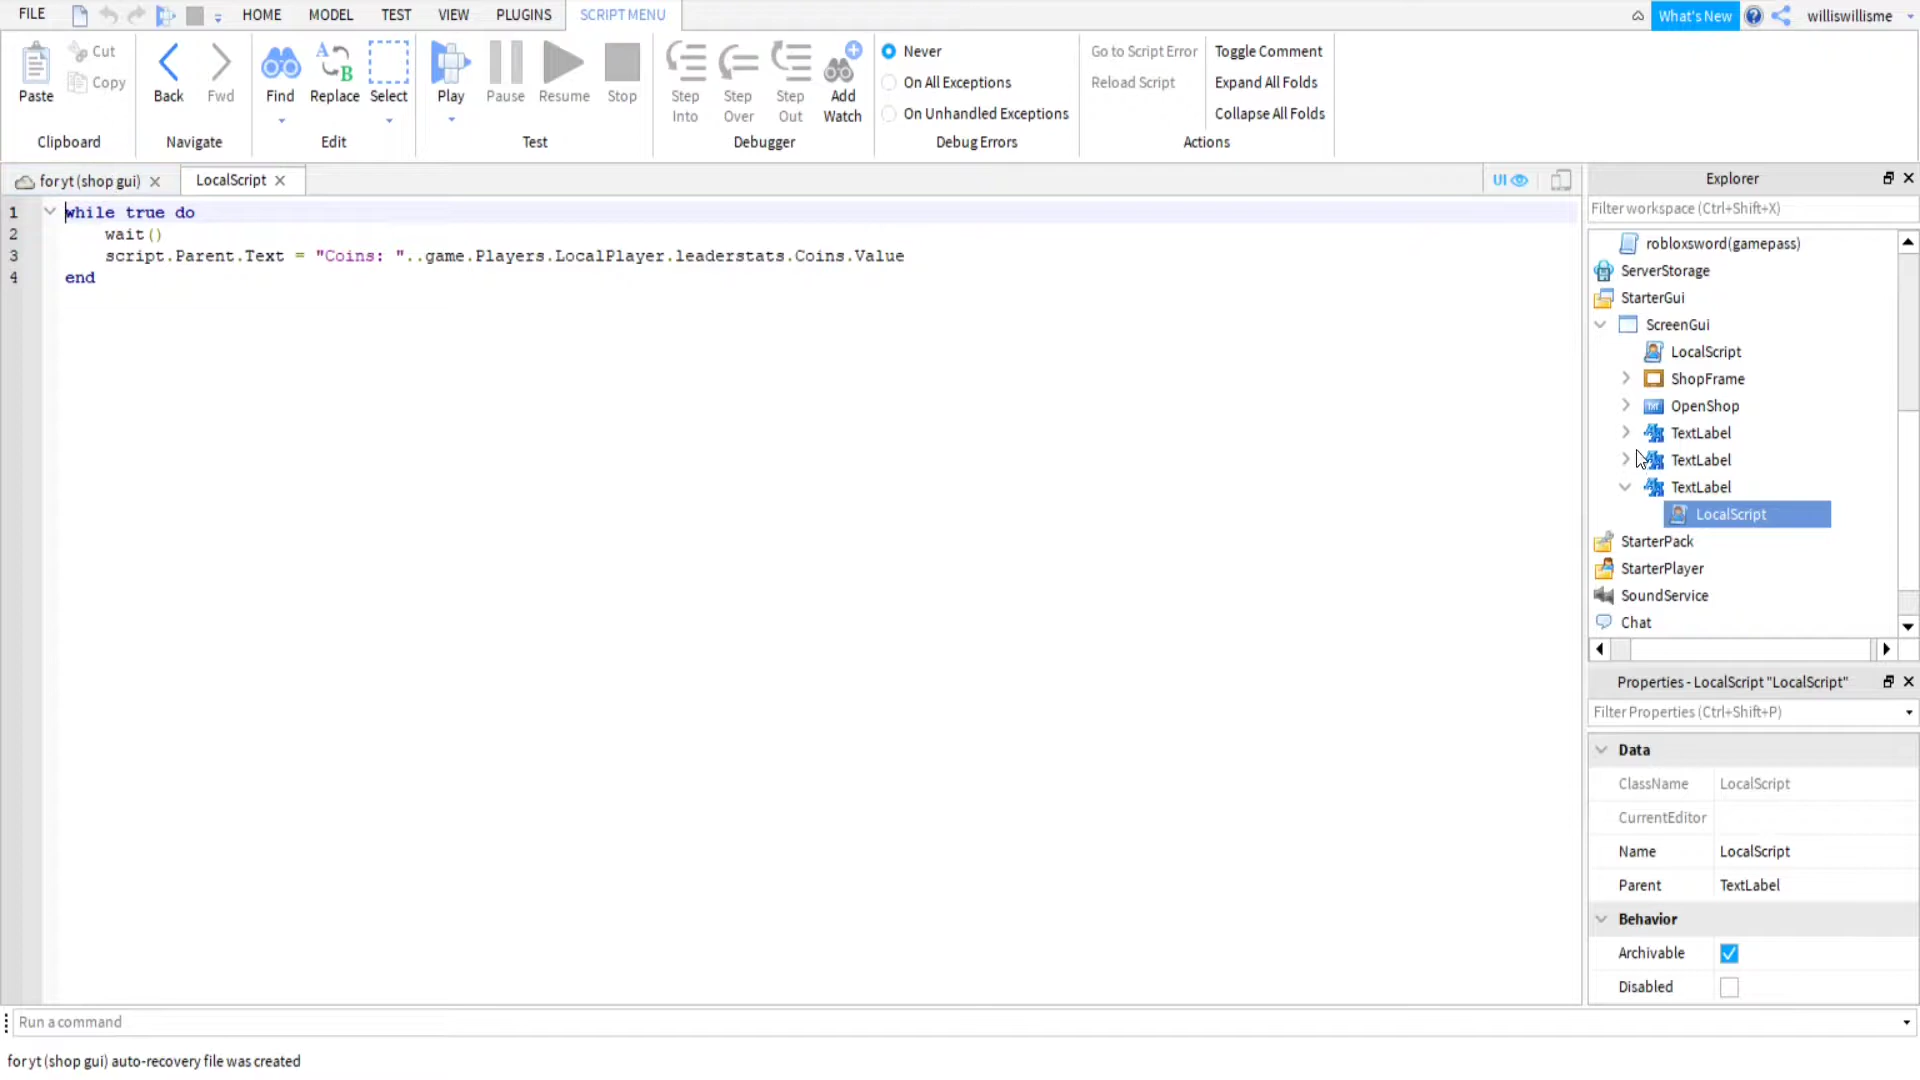 FILE
HOME
MODEL
TEST
VIEW
PLUGINS
SCRIPT MENU
What's New
williswillisme
Paste
Cut
Copy
Clipboard
Back
Fwd
Navigate
Find
Replace
Select
Edit
Play
Pause
Resume
Stop
Test
Step Into
Step Over
Step Out
Add Watch
Debugger
Never
On All Exceptions
On Unhandled Exceptions
Debug Errors
Go to Script Error
Reload Script
Toggle Comment
Expand All Folds
Collapse All Folds
Actions
for yt (shop gui)
LocalScript
UI
1 while true do
2 wait()
3 script.Parent.Text = "Coins: "..game.Players.LocalPlayer.leaderstats.Coins.Value
4 end
Explorer
Filter workspace (Ctrl+Shift+X)
robloxsword(gamepass)
ServerStorage
StarterGui
ScreenGui
LocalScript
ShopFrame
OpenShop
TextLabel
TextLabel
TextLabel
LocalScript
StarterPack
StarterPlayer
SoundService
Chat
Properties - LocalScript "LocalScript"
Filter Properties (Ctrl+Shift+P)
Data
ClassName LocalScript
CurrentEditor
Name LocalScript
Parent TextLabel
Behavior
Archivable
Disabled
Run a command
for yt (shop gui) auto-recovery file was created